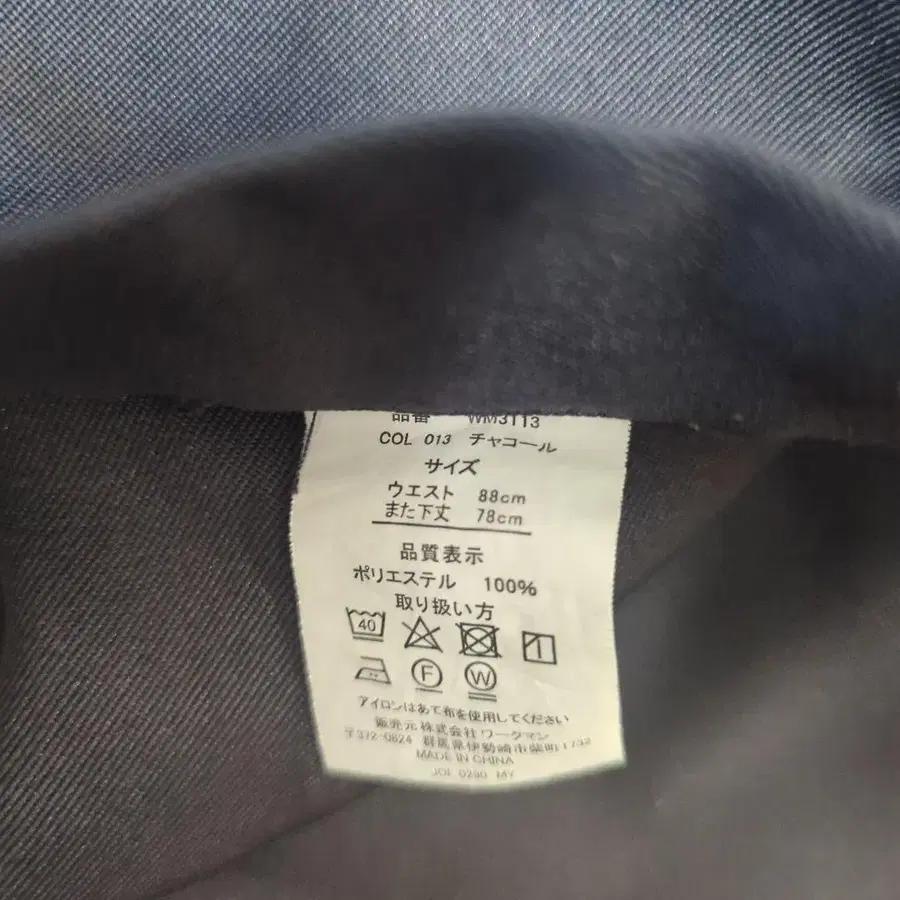 品番 WM3113
COL 013 チャコール
サイズ
ウエスト 88cm
また下丈 78cm
品質表示
ポリエステル 100%
取り扱い方
40
F W
アイロンはあて布を使用してください
販売元 株式会社 ワークマン
〒372-0824 群馬県伊勢崎市柴町1732
MADE IN CHINA
JOL 0290 MY